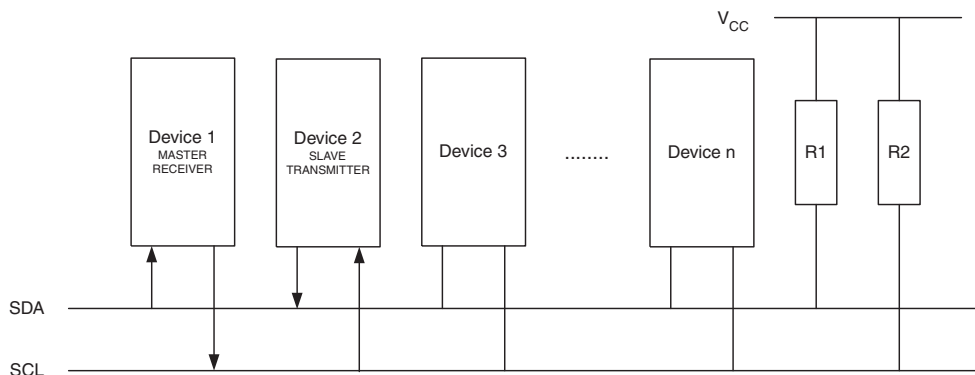 VCC
Device 1
MASTER
RECEIVER
Device 2
SLAVE
TRANSMITTER
Device 3
........
Device n
R1
R2
SDA
SCL